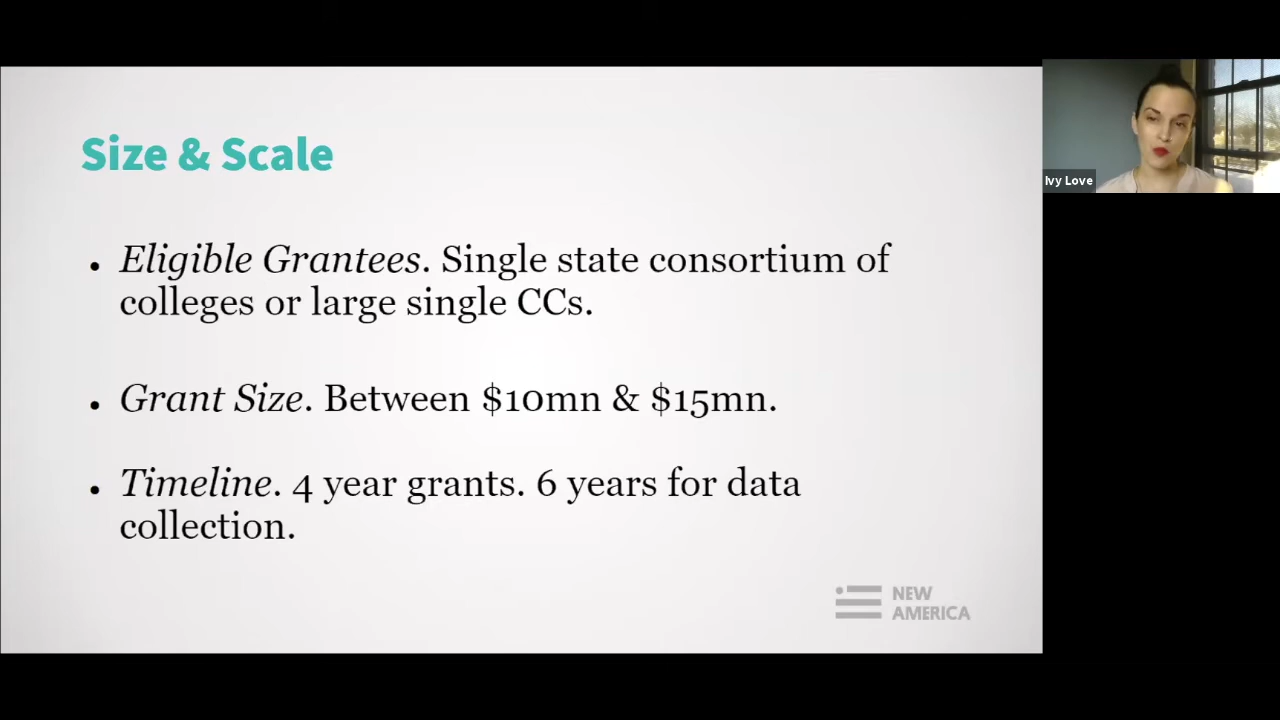 Size & Scale
• Eligible Grantees. Single state consortium of
colleges or large single CCs.
• Grant Size. Between $10mn & $15mn.
• Timeline. 4 year grants. 6 years for data
collection.
NEW
AMERICA
Ivy Love